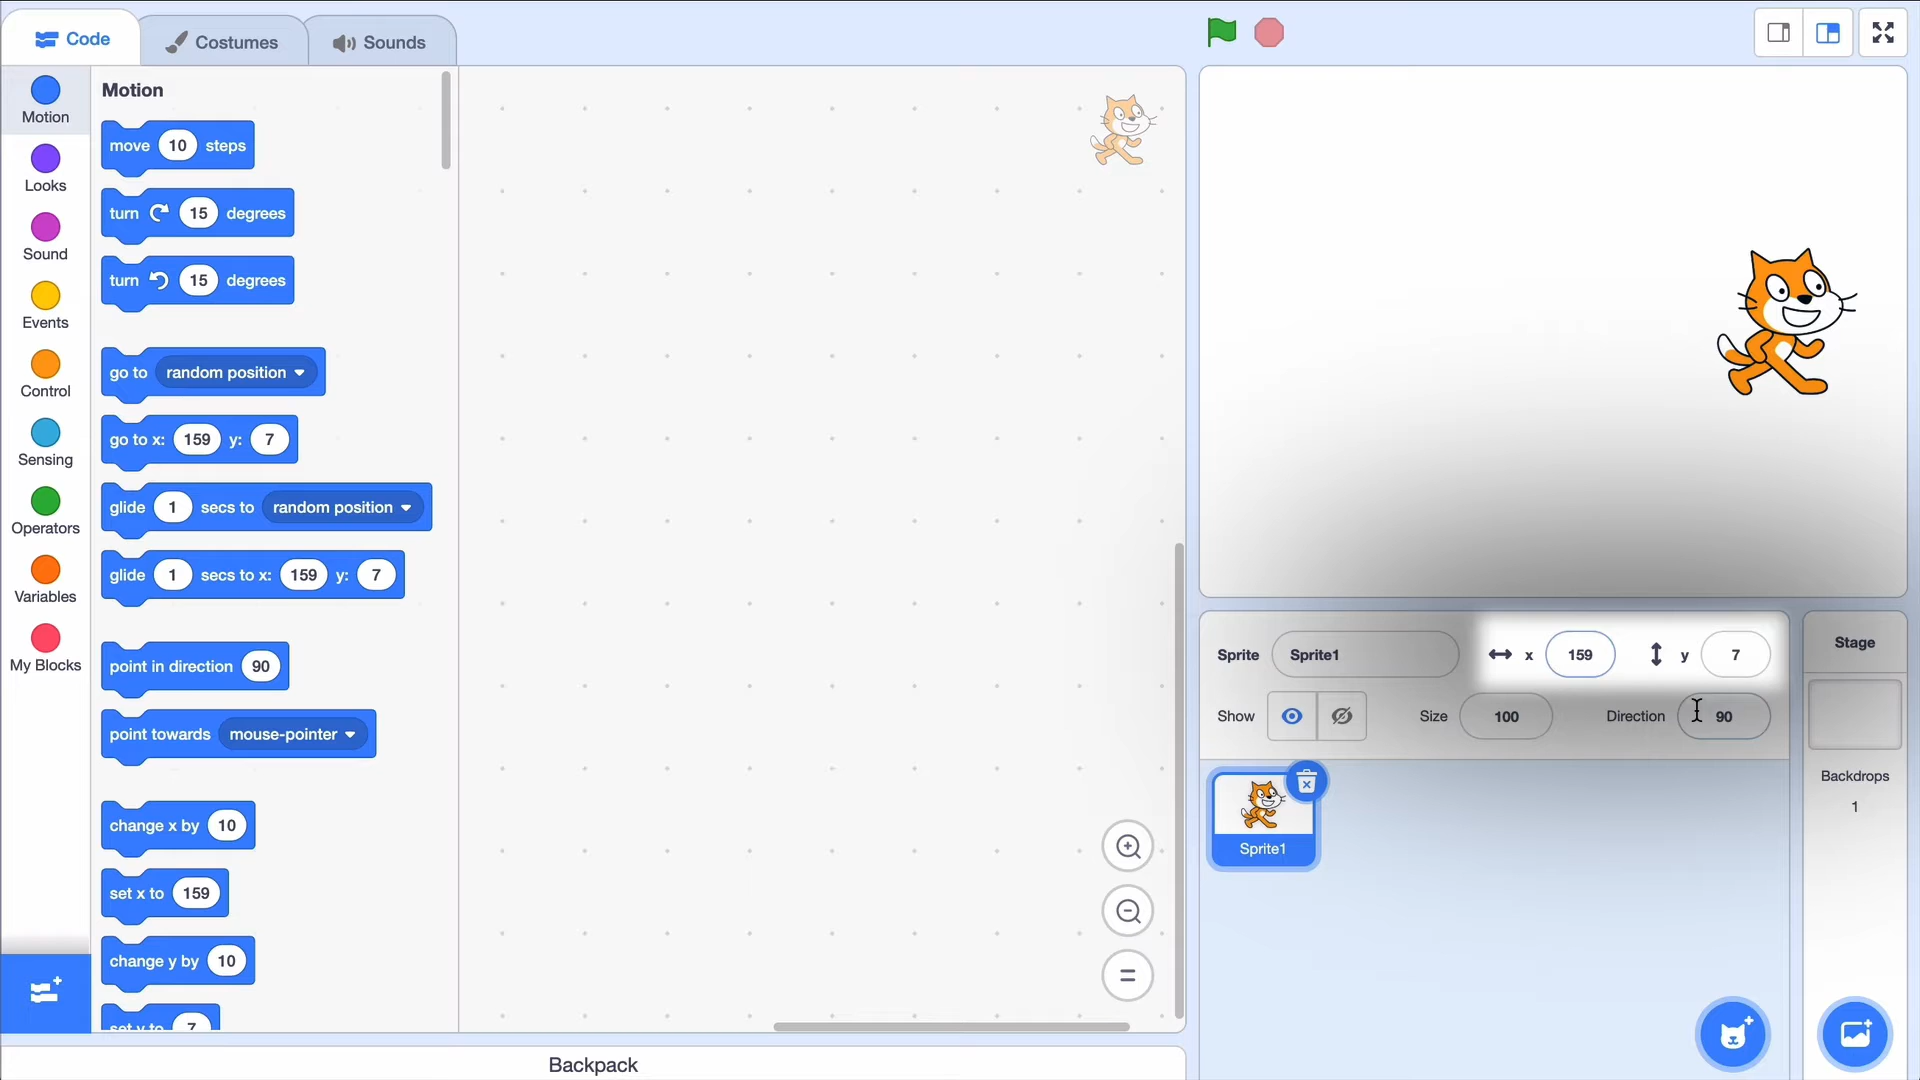 Code
Costumes
Sounds
Motion
Looks
Sound
Events
Control
Sensing
Operators
Variables
My Blocks
Motion
move 10 steps
turn 15 degrees
turn 15 degrees
go to random position
go to x: 159 y: 7
glide 1 secs to random position
glide 1 secs to x: 159 y: 7
point in direction 90
point towards mouse-pointer
change x by 10
set x to 159
change y by 10
set y to 7
Backpack
Sprite Sprite1 x 159 y 7
Show Size 100 Direction 90
Sprite1
Stage
Backdrops
1